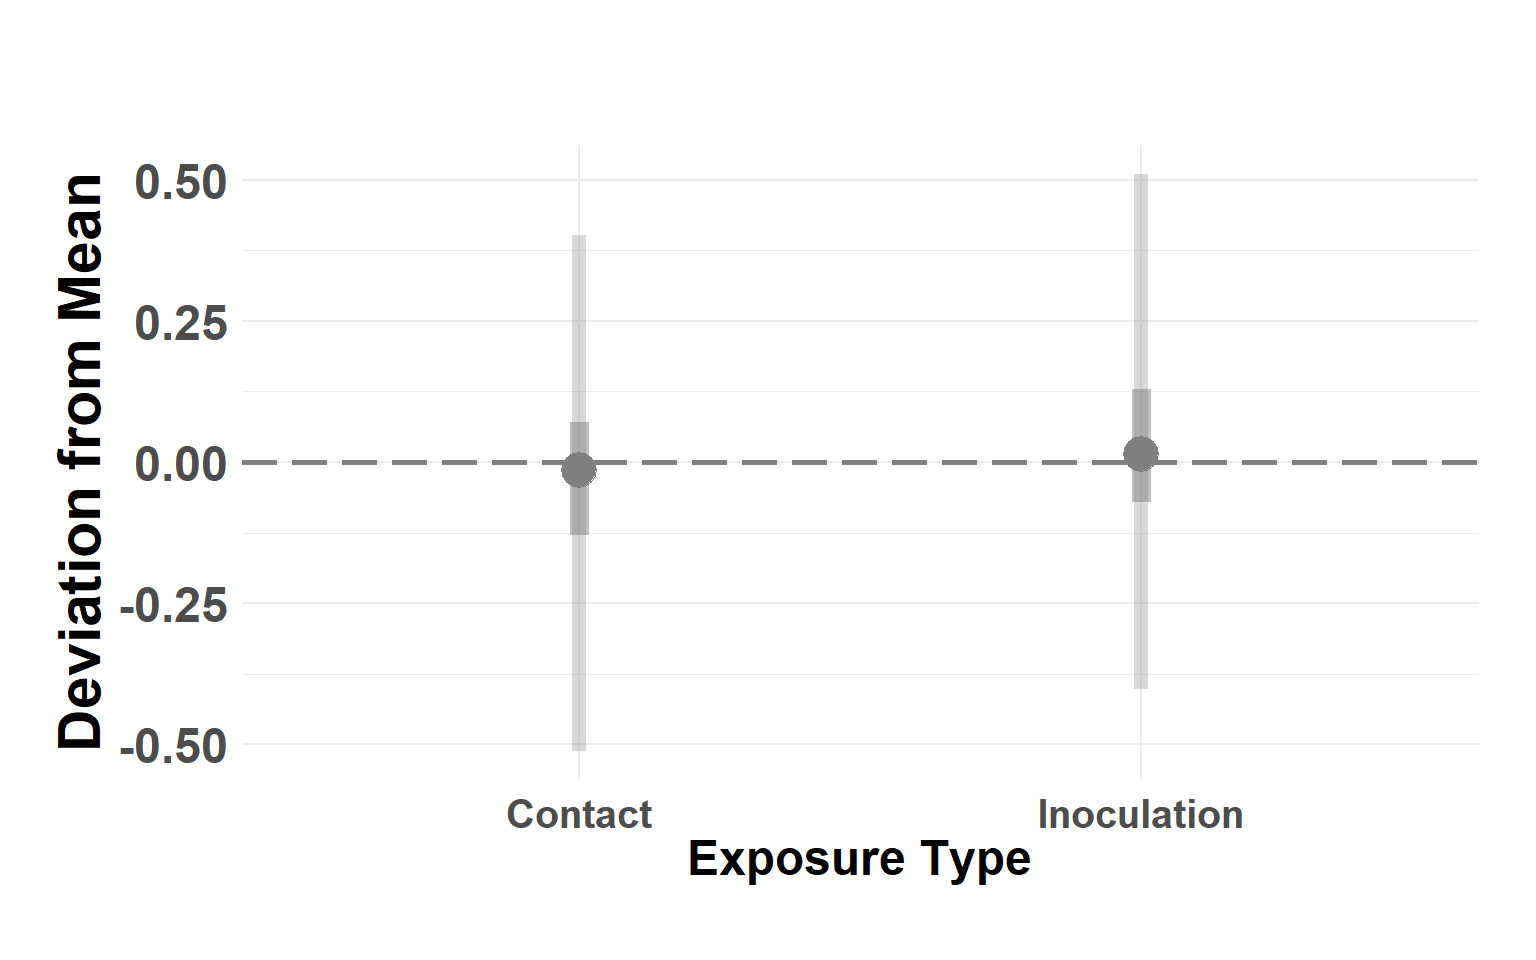 Deviation from Mean
0.50
0.25
0.00
-0.25
-0.50
Contact
Inoculation
Exposure Type